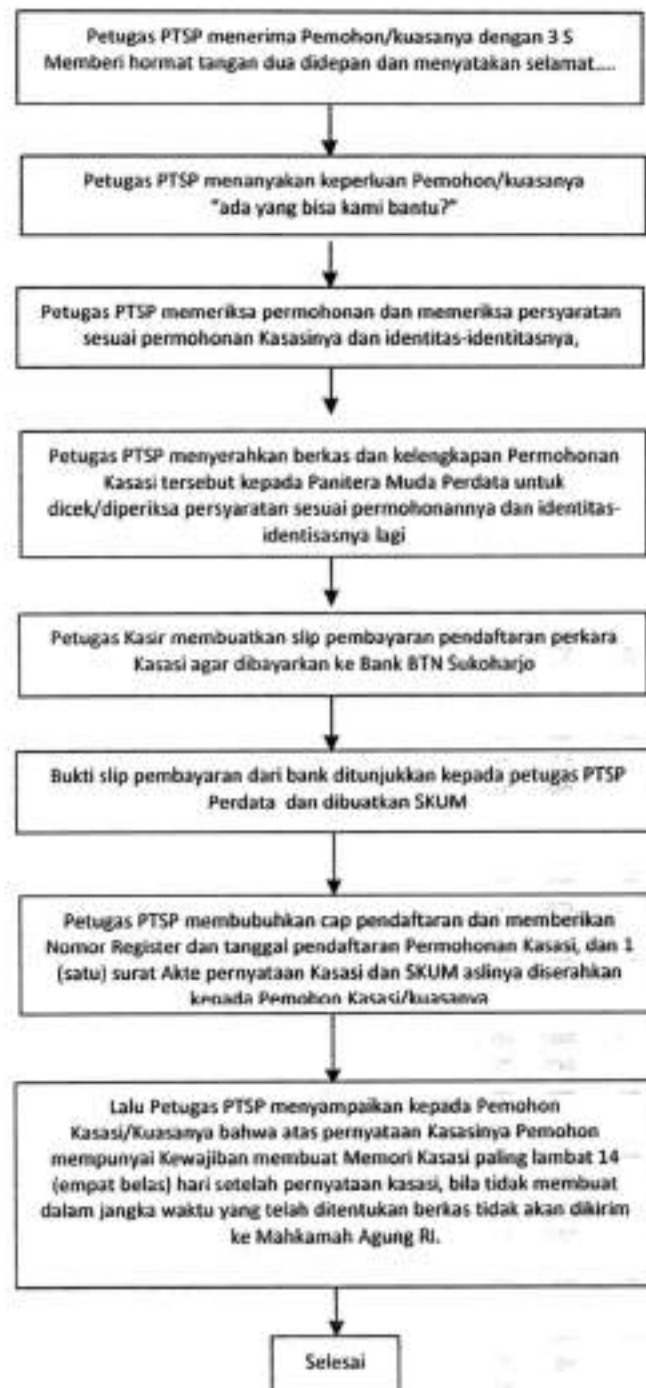 Petugas PTSP menerima Pemohon/kuasanya dengan 3 S
Memberi hormat tangan dua didepan dan menyatakan selamat.....
Petugas PTSP menanyakan keperluan Pemohon/kuasanya
"ada yang bisa kami bantu?"
Petugas PTSP memeriksa permohonan dan memeriksa persyaratan
sesuai permohonan Kasasinya dan identitas-identitasnya,
Petugas PTSP menyerahkan berkas dan kelengkapan Permohonan
Kasasi tersebut kepada Panitera Muda Perdata untuk
dicek/diperiksa persyaratan sesuai permohonannya dan identitas-
identisasnya lagi
Petugas Kasir membuatkan slip pembayaran pendaftaran perkara
Kasasi agar dibayarkan ke Bank BTN Sukoharjo
Bukti slip pembayaran dari bank ditunjukkan kepada petugas PTSP
Perdata dan dibuatkan SKUM
Petugas PTSP membubuhkan cap pendaftaran dan memberikan
Nomor Register dan tanggal pendaftaran Permohonan Kasasi, dan 1
(satu) surat Akte pernyataan Kasasi dan SKUM aslinya diserahkan
kepada Pemohon Kasasi/kuasanya
Lalu Petugas PTSP menyampaikan kepada Pemohon
Kasasi/Kuasanya bahwa atas pernyataan Kasasinya Pemohon
mempunyai Kewajiban membuat Memori Kasasi paling lambat 14
(empat belas) hari setelah pernyataan kasasi, bila tidak membuat
dalam jangka waktu yang telah ditentukan berkas tidak akan dikirim
ke Mahkamah Agung RI.
Selesai